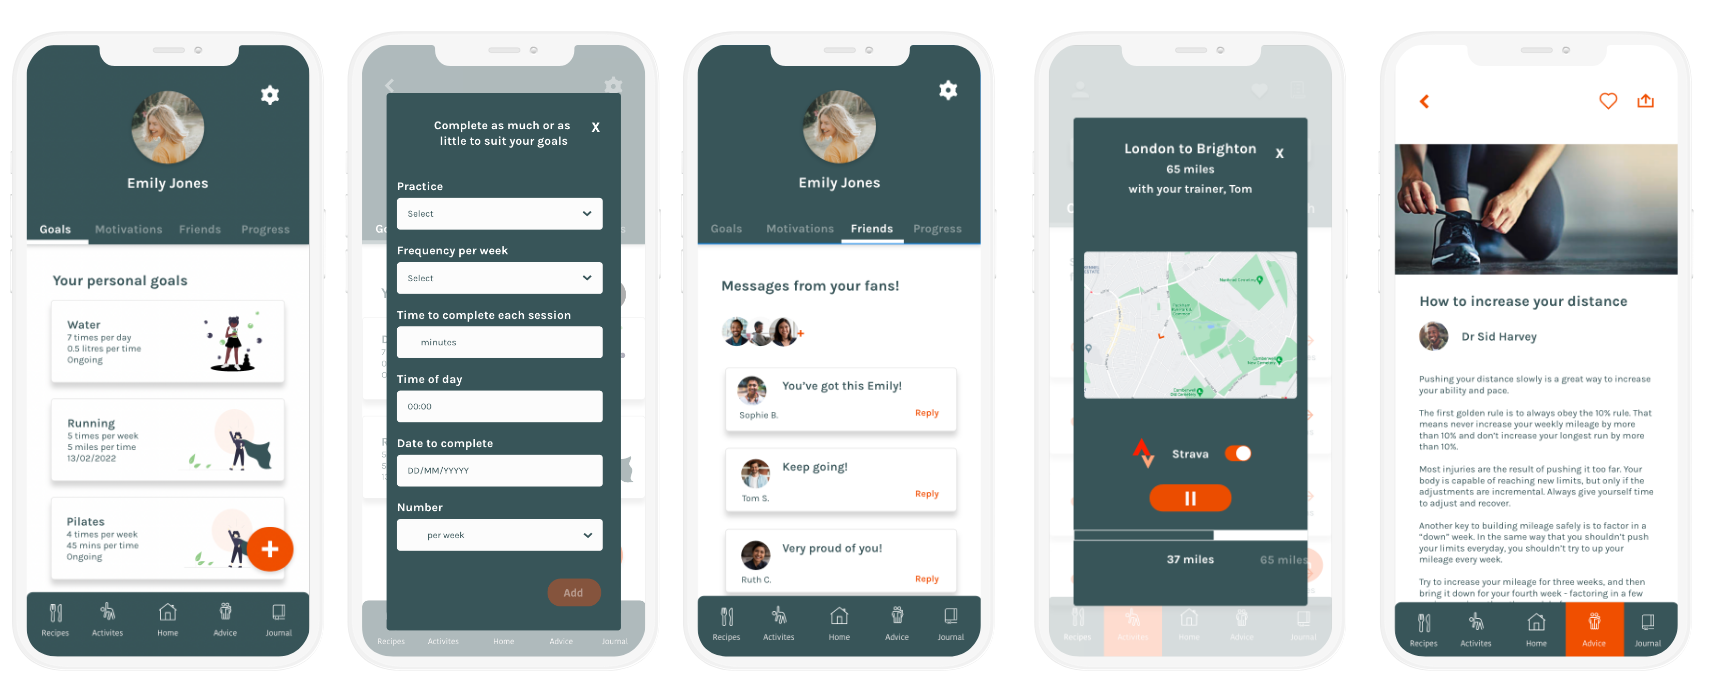 Emily Jones
Goals Motivations Friends Progress
Your personal goals
Water
7 times per day
0.5 litres per time
Ongoing
Running
5 times per week
5 miles per time
13/02/2022
Pilates
4 times per week
45 mins per time
Ongoing
+
Recipes Activites Home Advice Journal
Complete as much or as
little to suit your goals
X
Practice
Select
Frequency per week
Select
Time to complete each session
minutes
Time of day
00:00
Date to complete
DD/MM/YYYY
Number
per week
Add
Recipes Activites Home Advice Journal
Emily Jones
Goals Motivations Friends Progress
Messages from your fans!
+
You've got this Emily!
Sophie B.
Reply
Keep going!
Tom S.
Reply
Very proud of you!
Ruth C.
Reply
Recipes Activites Home Advice Journal
London to Brighton
X
65 miles
with your trainer, Tom
Strava
37 miles 65 miles
Recipes Activites Home Advice Journal
How to increase your distance
Dr Sid Harvey
Pushing your distance slowly is a great way to increase
your ability and pace.
The first golden rule is to always obey the 10% rule. That
means never increase your weekly mileage by more
than 10% and don't increase your longest run by more
than 10%.
Most injuries are the result of pushing it too far. Your
body is capable of reaching new limits, but only if the
adjustments are incremental. Always give yourself time
to adjust and recover.
Another key to building mileage safely is to factor in a
"down" week. In the same way that you shouldn't push
your limits everyday, you shouldn't try to up your
mileage every week.
Try to increase your mileage for three weeks, and then
bring it down for your fourth week - factoring in a few
Recipes Activites Home Advice Journal